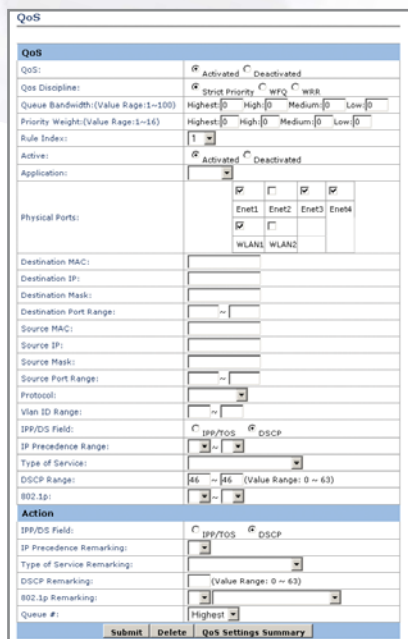 QoS
QoS
QoS: Activated Deactivated
Qos Discipline: Strict Priority WFQ WRR
Queue Bandwidth:(Value Rage:1~100) Highest: 0 High: 0 Medium: 0 Low: 0
Priority Weight:(Value Rage:1~16) Highest: 0 High: 0 Medium: 0 Low: 0
Rule Index: 1
Active: Activated Deactivated
Application:
Physical Ports:
Enet1 Enet2 Enet3 Enet4
WLAN1 WLAN2
Destination MAC:
Destination IP:
Destination Mask:
Destination Port Range: ~
Source MAC:
Source IP:
Source Mask:
Source Port Range: ~
Protocol:
Vlan ID Range: ~
IPP/DS Field: IPP/TOS DSCP
IP Precedence Range: ~
Type of Service:
DSCP Range: 46 ~ 46 (Value Range: 0 ~ 63)
802.1p: ~
Action
IPP/DS Field: IPP/TOS DSCP
IP Precedence Remarking:
Type of Service Remarking:
DSCP Remarking: (Value Range: 0 ~ 63)
802.1p Remarking:
Queue #: Highest
Submit Delete QoS Settings Summary